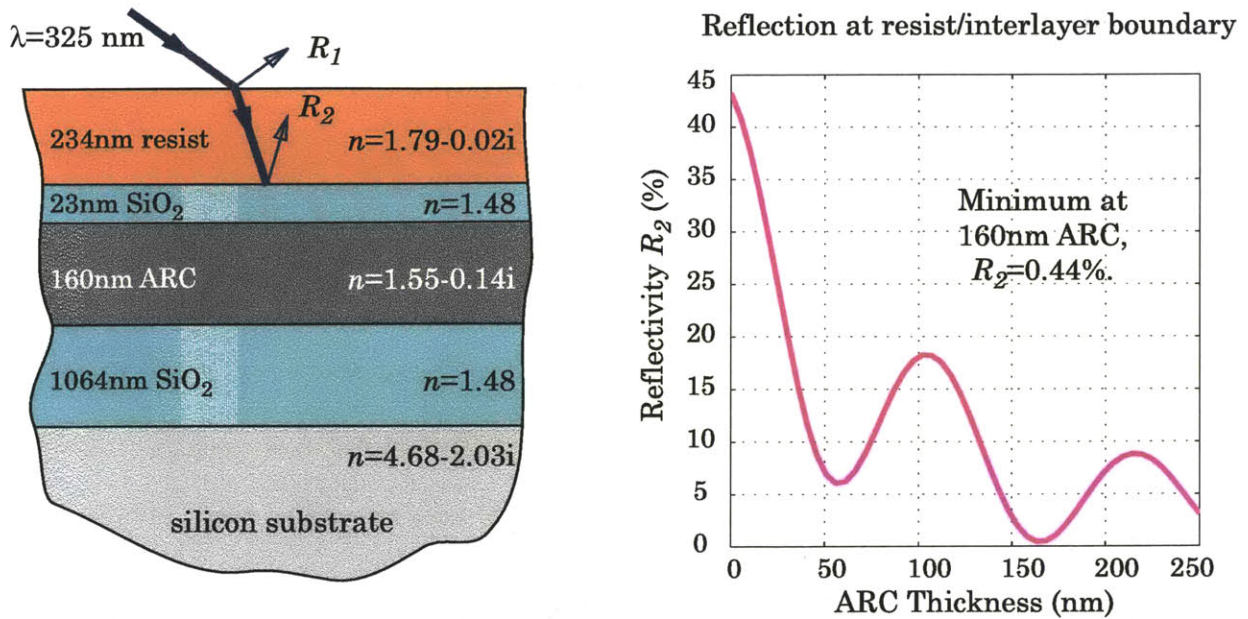 λ=325 nm
R₁
R₂
234nm resist n=1.79-0.02i
23nm SiO₂ n=1.48
160nm ARC n=1.55-0.14i
1064nm SiO₂ n=1.48
n=4.68-2.03i
silicon substrate
Reflection at resist/interlayer boundary
Reflectivity R₂ (%)
45
40
35
30
25
20
15
10
5
0
Minimum at
160nm ARC,
R₂=0.44%.
0 50 100 150 200 250
ARC Thickness (nm)